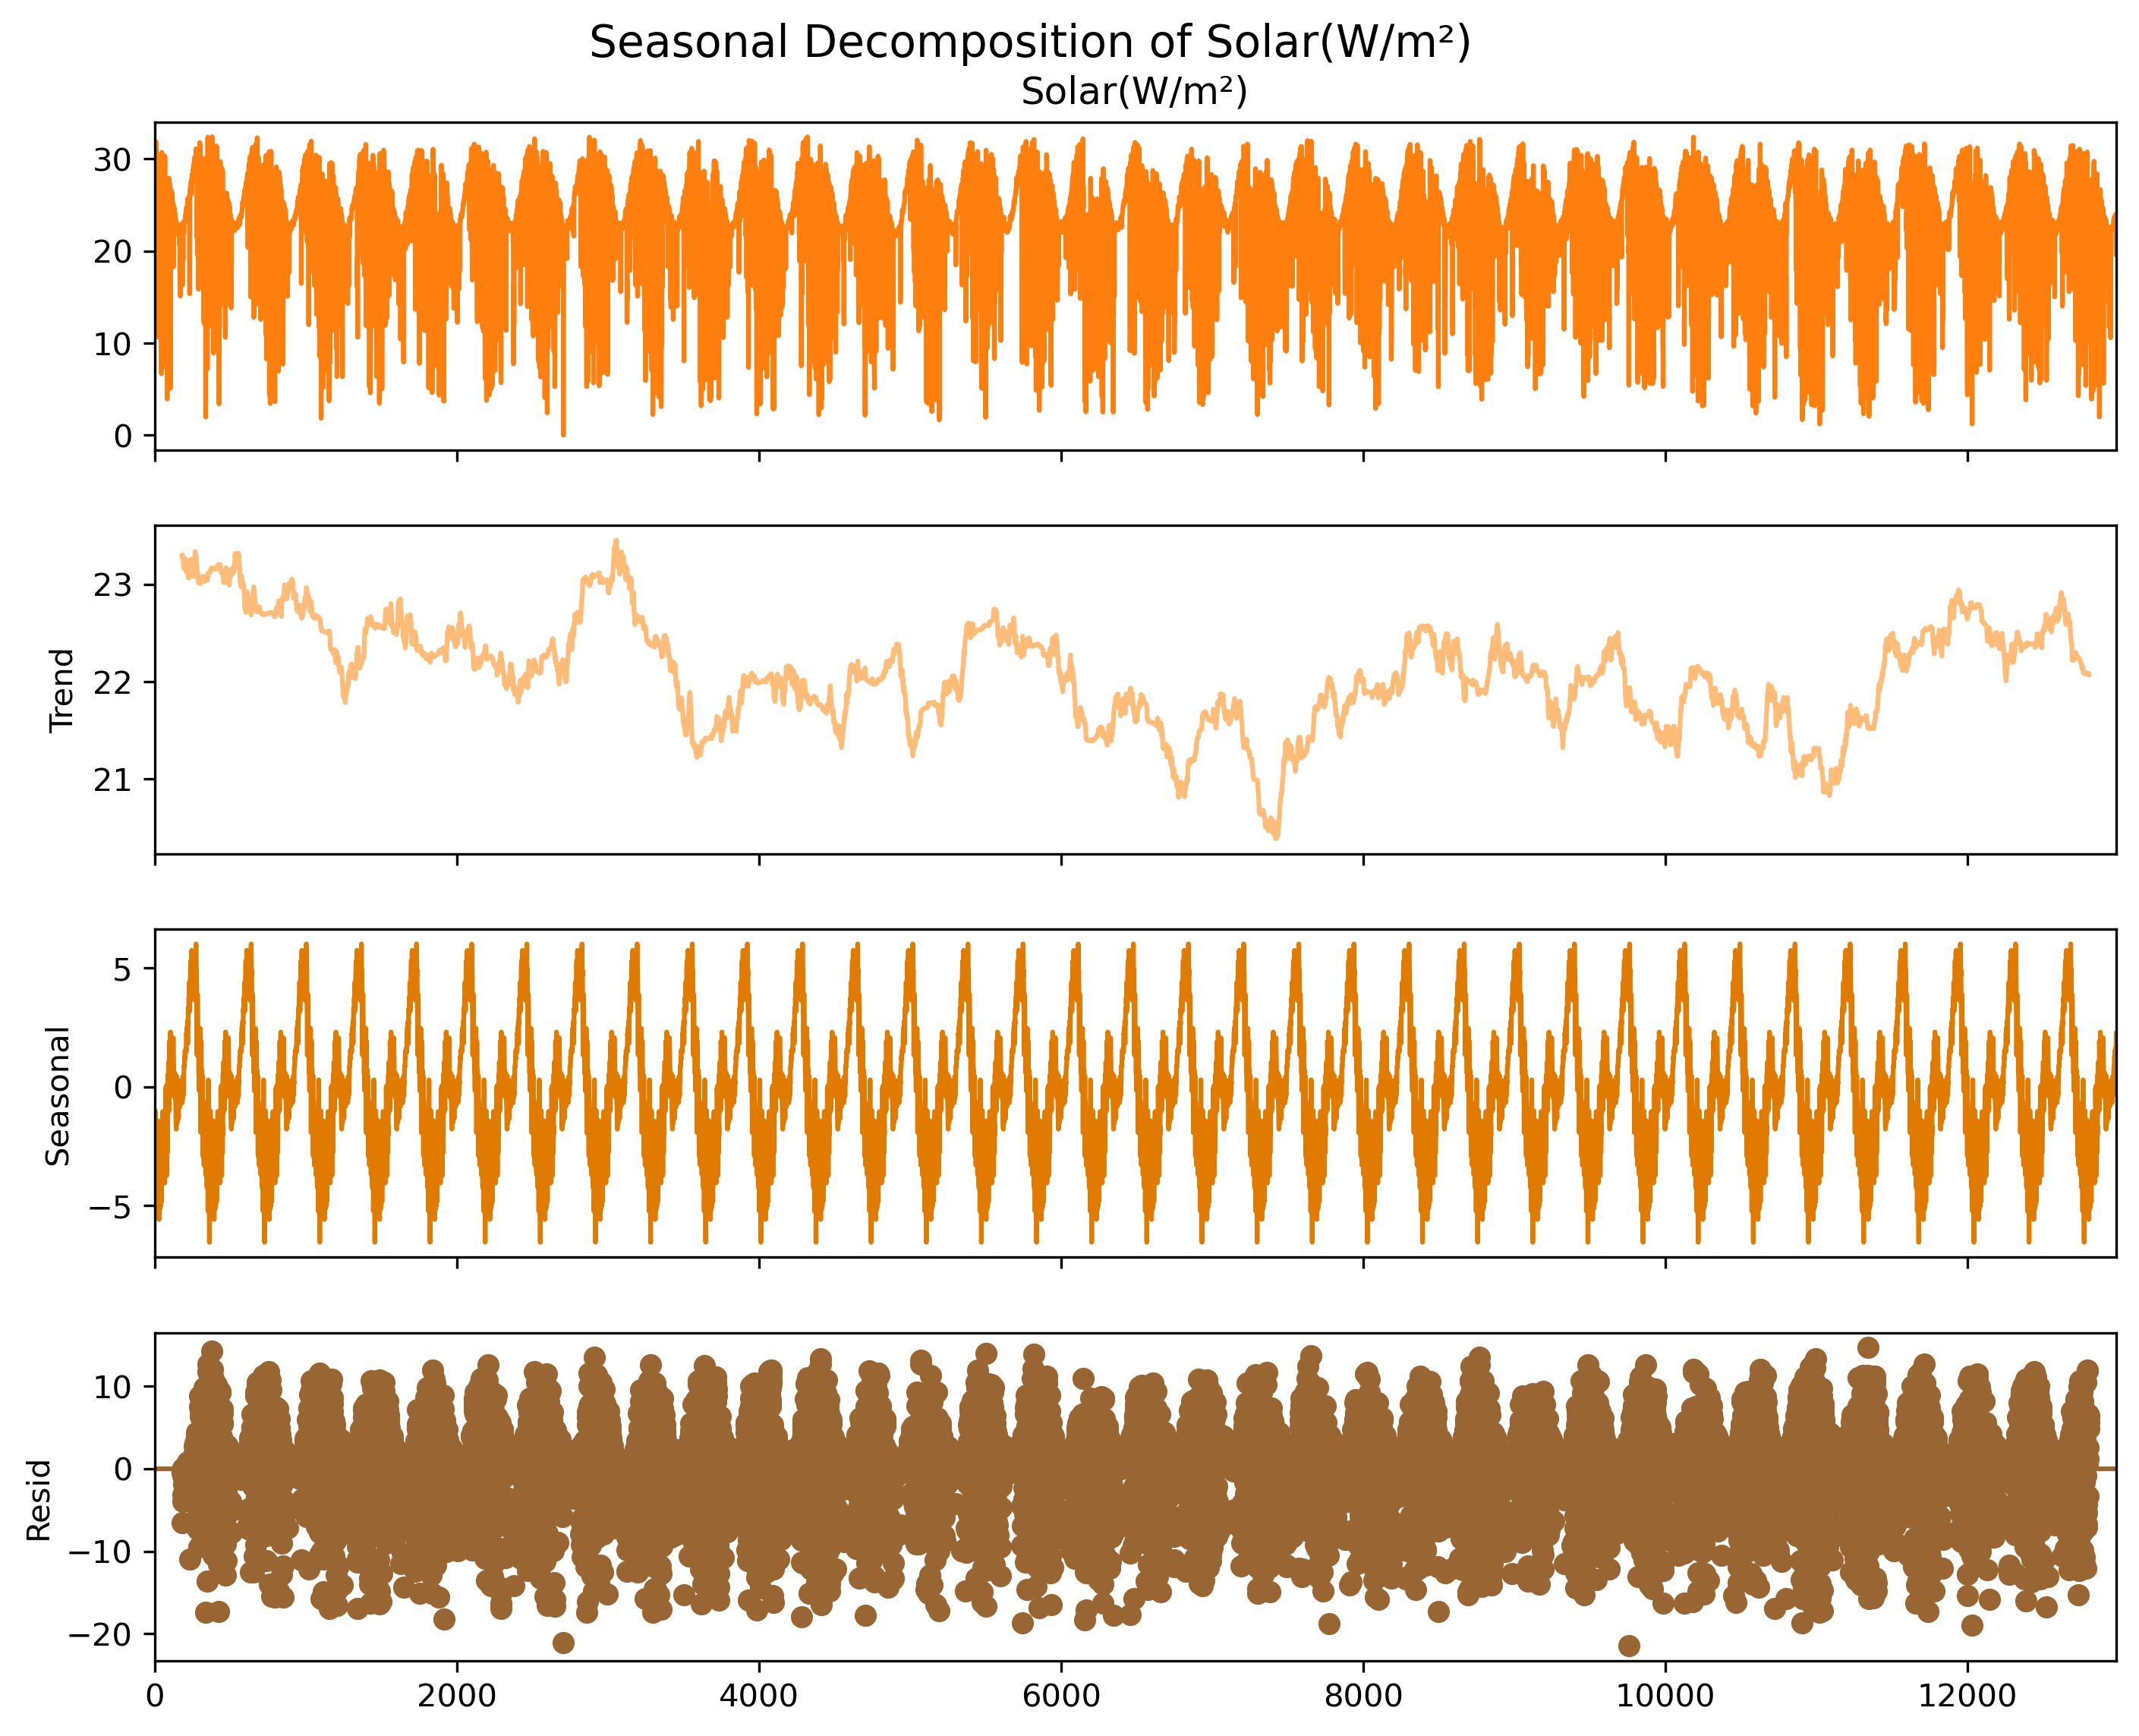 Seasonal Decomposition of Solar(W/m²)
Solar(W/m²)
30
20
10
0
Trend
23
22
21
Seasonal
5
0
−5
Resid
10
0
−10
−20
0 2000 4000 6000 8000 10000 12000